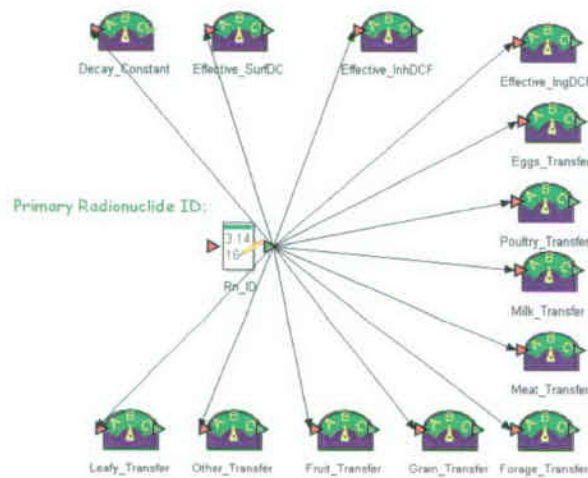 Decay_Constant
Effective_SurfDC
Effective_InhDCF
Effective_IngDCF
Eggs_Transfer
Primary Radionuclide ID:
Poultry_Transfer
3.14
16
Rn_ID
Milk_Transfer
Meat_Transfer
Leafy_Transfer
Other_Transfer
Fruit_Transfer
Grain_Transfer
Forage_Transfer